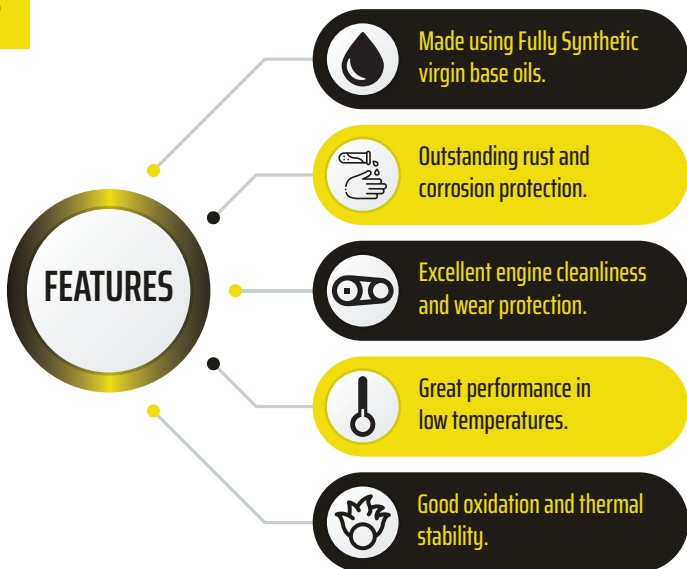 Made using Fully Synthetic
virgin base oils.
Outstanding rust and
corrosion protection.
FEATURES
Excellent engine cleanliness
and wear protection.
Great performance in
low temperatures.
Good oxidation and thermal
stability.